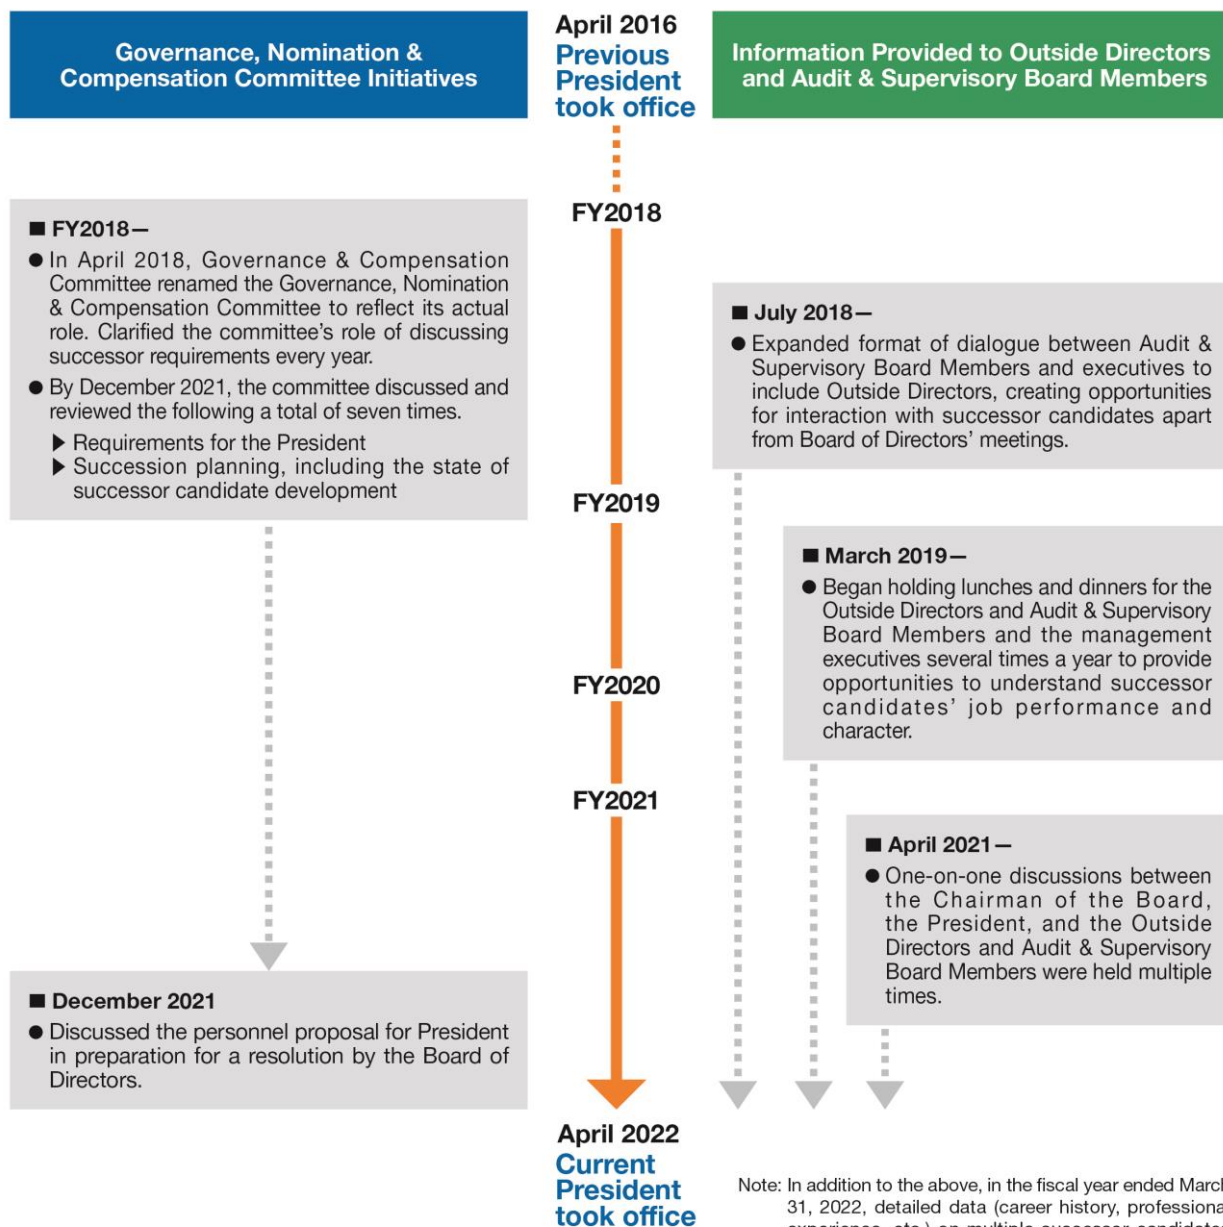 Governance, Nomination &
Compensation Committee Initiatives
April 2016
Previous
President
took office
Information Provided to Outside Directors
and Audit & Supervisory Board Members
■ FY2018—
● In April 2018, Governance & Compensation
Committee renamed the Governance, Nomination
& Compensation Committee to reflect its actual
role. Clarified the committee's role of discussing
successor requirements every year.
● By December 2021, the committee discussed and
reviewed the following a total of seven times.
▶ Requirements for the President
▶ Succession planning, including the state of
successor candidate development
■ December 2021
● Discussed the personnel proposal for President
in preparation for a resolution by the Board of
Directors.
FY2018
FY2019
FY2020
FY2021
April 2022
Current
President
took office
■ July 2018—
● Expanded format of dialogue between Audit &
Supervisory Board Members and executives to
include Outside Directors, creating opportunities
for interaction with successor candidates apart
from Board of Directors' meetings.
■ March 2019—
● Began holding lunches and dinners for the
Outside Directors and Audit & Supervisory
Board Members and the management
executives several times a year to provide
opportunities to understand successor
candidates' job performance and
character.
■ April 2021—
● One-on-one discussions between
the Chairman of the Board,
the President, and the Outside
Directors and Audit & Supervisory
Board Members were held multiple
times.
Note: In addition to the above, in the fiscal year ended March
31, 2022, detailed data (career history, professional